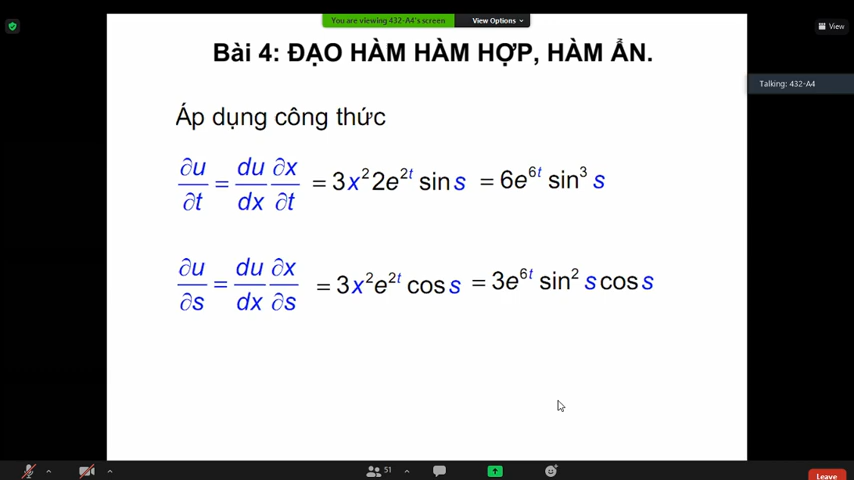 You are viewing 432-A4's screen
View Options
View
Bài 4: ĐẠO HÀM HÀM HỢP, HÀM ẨN.
Talking: 432-A4
Áp dụng công thức
∂u/∂t = du/dx ∂x/∂t = 3x²2e²ᵗ sin s = 6e⁶ᵗ sin³ s
∂u/∂s = du/dx ∂x/∂s = 3x²e²ᵗ cos s = 3e⁶ᵗ sin² s cos s
51
Leave